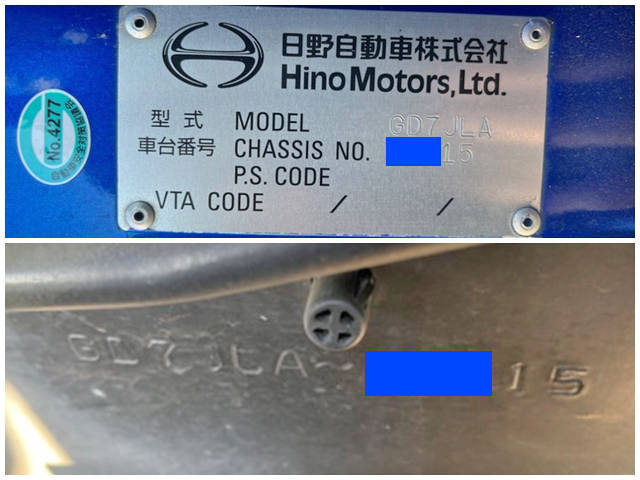 日野自動車株式会社
Hino Motors, Ltd.
型式 MODEL GD7JLA
車台番号 CHASSIS NO. 15
P.S. CODE
VTA CODE / /
No.4277
GD7JLA~ 15